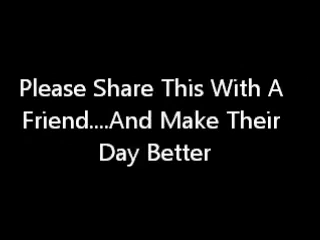 Please Share This With A
Friend....And Make Their
Day Better